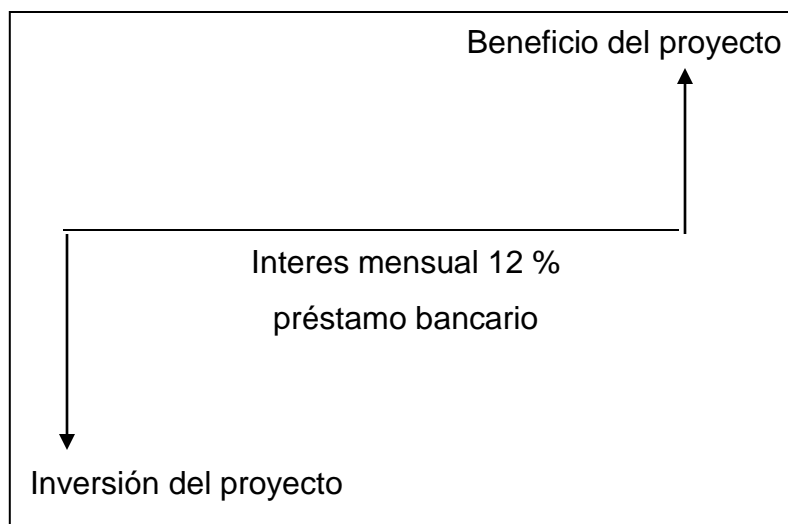 Beneficio del proyecto
Interes mensual 12 %
préstamo bancario
Inversión del proyecto